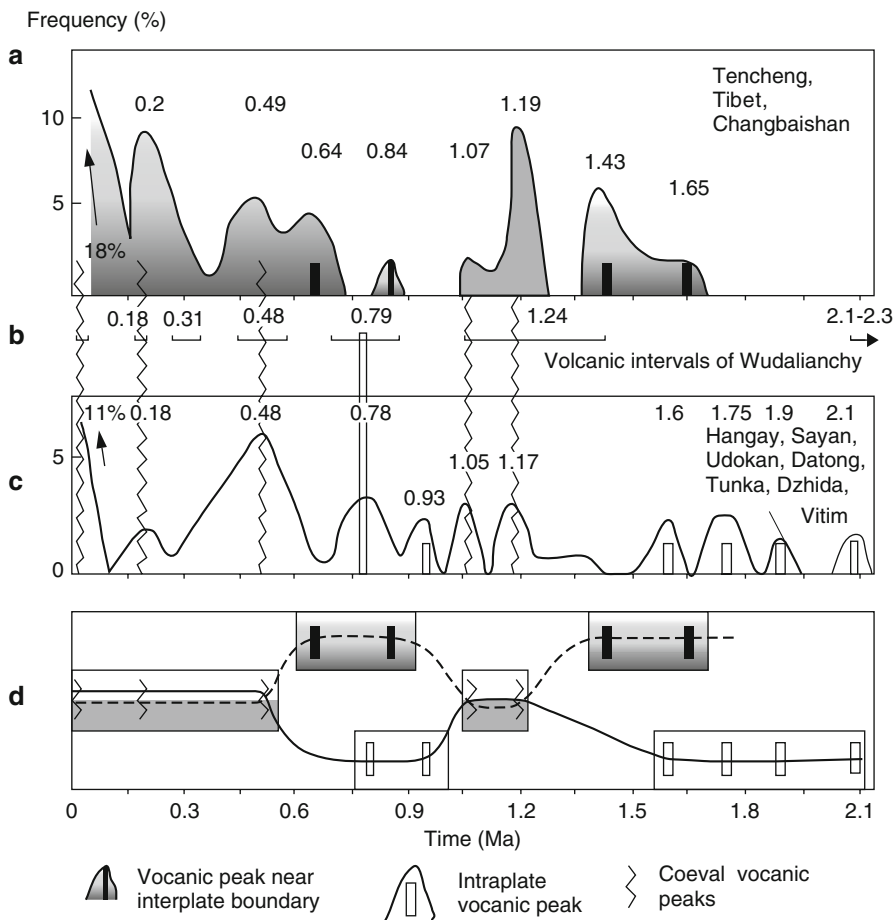 Frequency (%)
a
10
5
18%
0.2
0.49
0.64
0.84
1.07
1.19
1.43
1.65
Tencheng,
Tibet,
Changbaishan
b
0.18
0.31
0.48
0.79
1.24
2.1-2.3
Volcanic intervals of Wudalianchy
c
5
0
11%
0.18
0.48
0.78
0.93
1.05
1.17
1.6
1.75
1.9
2.1
Hangay, Sayan,
Udokan, Datong,
Tunka, Dzhida,
Vitim
d
0 0.3 0.6 0.9 1.2 1.5 1.8 2.1
Time (Ma)
Vocanic peak near
interplate boundary
Intraplate
vocanic peak
Coeval vocanic
peaks